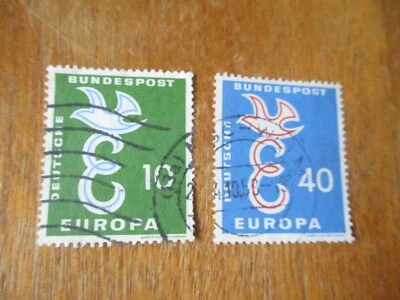 BUNDESPOST
DEUTSCHE
10
EUROPA
BUNDESPOST
DEUTSCHE
40
EUROPA